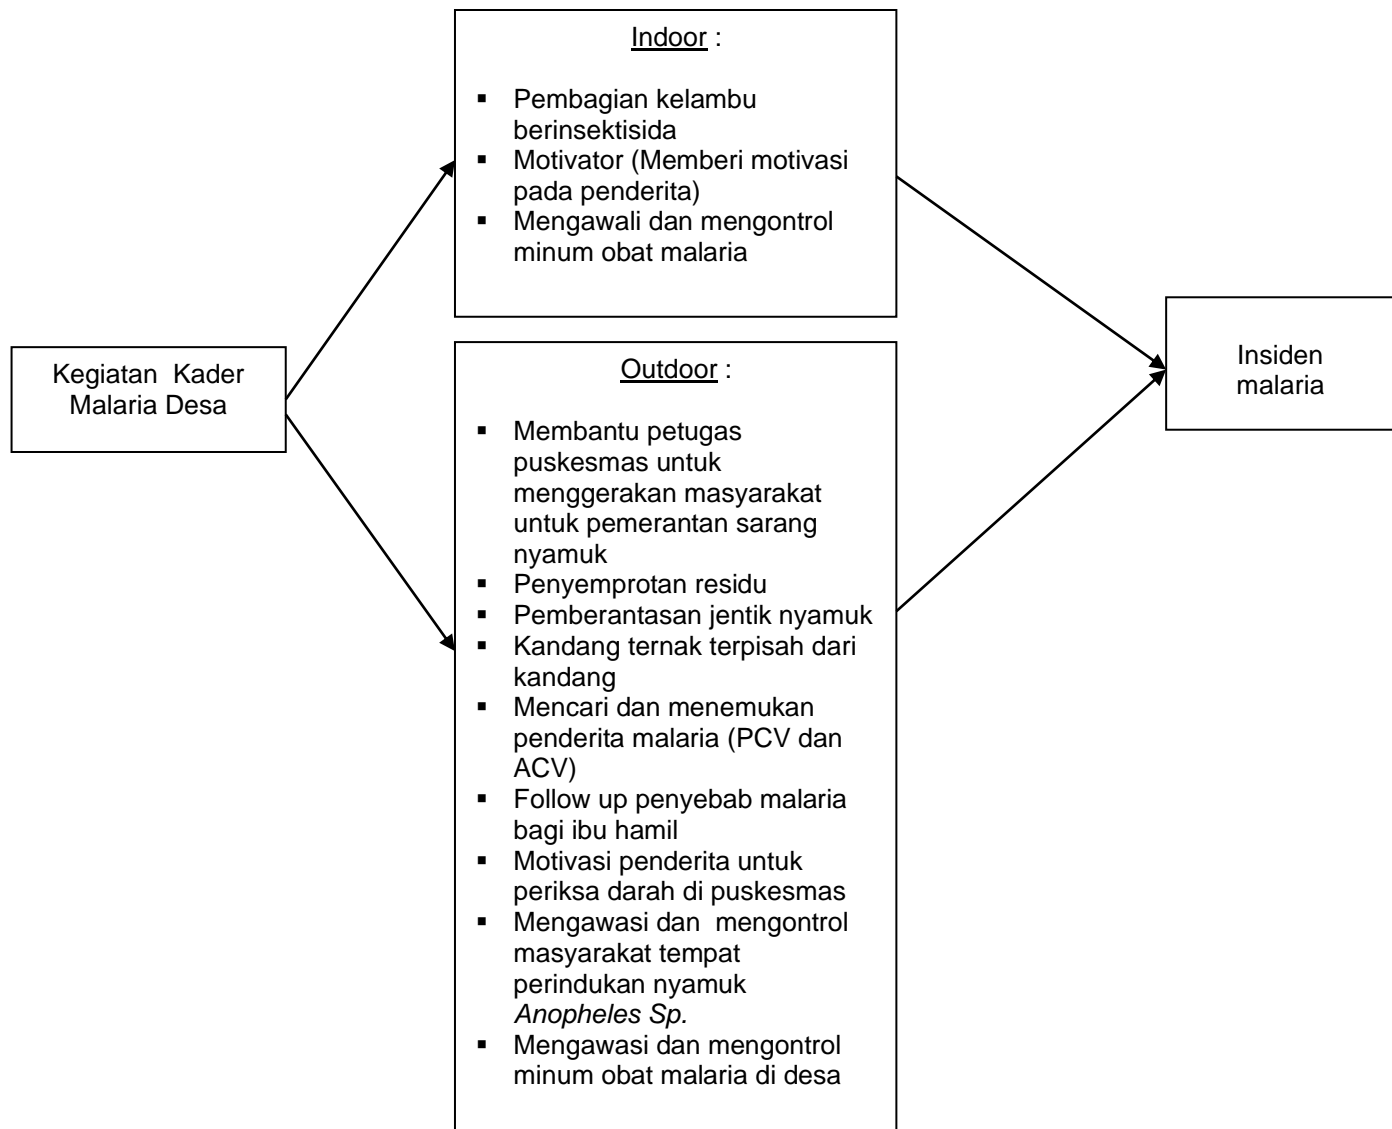 Indoor :
▪ Pembagian kelambu
berinsektisida
▪ Motivator (Memberi motivasi
pada penderita)
▪ Mengawali dan mengontrol
minum obat malaria
Kegiatan Kader
Malaria Desa
Outdoor :
▪ Membantu petugas
puskesmas untuk
menggerakan masyarakat
untuk pemerantan sarang
nyamuk
▪ Penyemprotan residu
▪ Pemberantasan jentik nyamuk
▪ Kandang ternak terpisah dari
kandang
▪ Mencari dan menemukan
penderita malaria (PCV dan
ACV)
▪ Follow up penyebab malaria
bagi ibu hamil
▪ Motivasi penderita untuk
periksa darah di puskesmas
▪ Mengawasi dan mengontrol
masyarakat tempat
perindukan nyamuk
Anopheles Sp.
▪ Mengawasi dan mengontrol
minum obat malaria di desa
Insiden
malaria